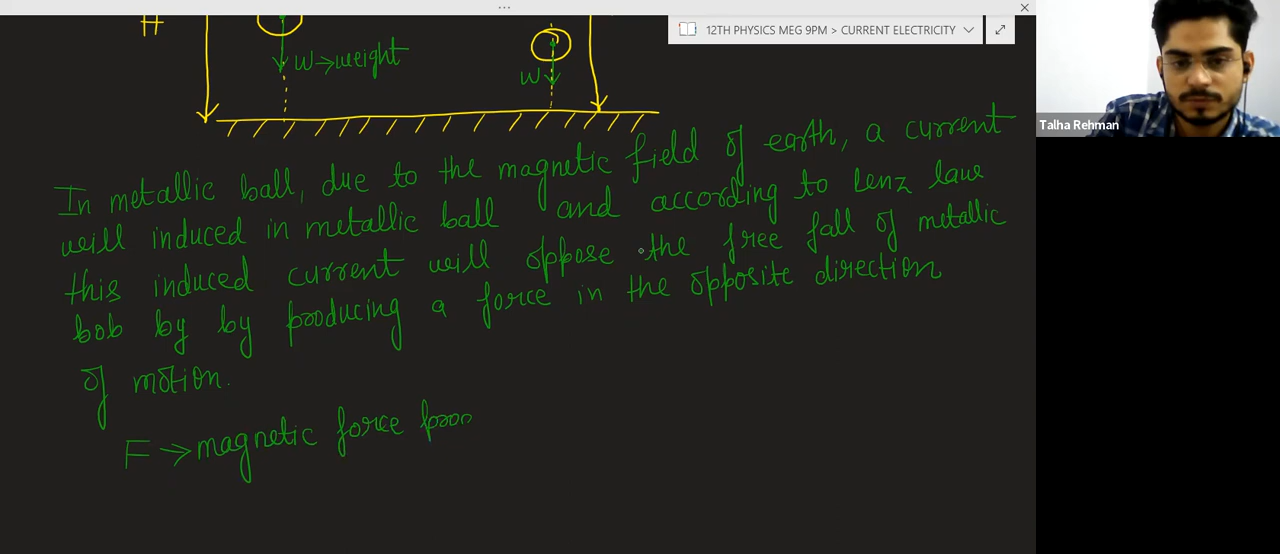 12TH PHYSICS MEG 9PM > CURRENT ELECTRICITY
H
W→weight
W
Talha Rehman
In metallic ball, due to the magnetic field of earth, a current
will induced in metallic ball and according to Lenz law
this induced current will oppose the free fall of metallic
bob by by producing a force in the opposite direction
of motion.
F → magnetic force